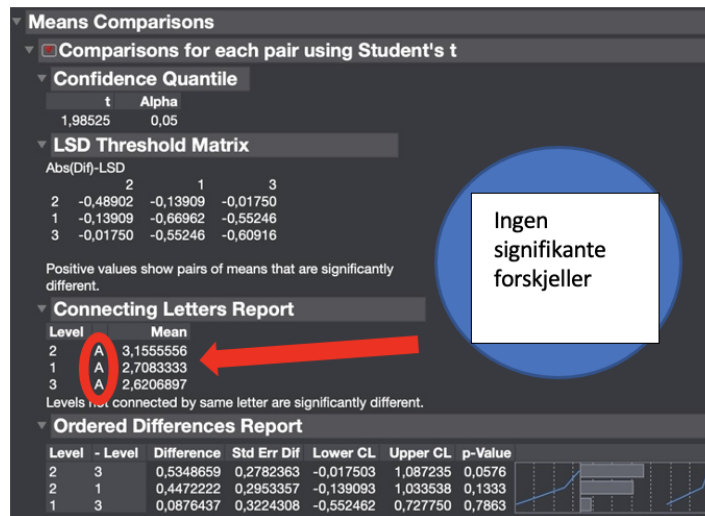 Means Comparisons
Comparisons for each pair using Student's t
Confidence Quantile
t Alpha
1,98525 0,05
LSD Threshold Matrix
Abs(Dif)-LSD
2 1 3
2 -0,48902 -0,13909 -0,01750
1 -0,13909 -0,66962 -0,55246
3 -0,01750 -0,55246 -0,60916
Positive values show pairs of means that are significantly
different.
Connecting Letters Report
Level Mean
2 A 3,1555556
1 A 2,7083333
3 A 2,6206897
Levels not connected by same letter are significantly different.
Ordered Differences Report
Level - Level Difference Std Err Dif Lower CL Upper CL p-Value
2 3 0,5348659 0,2782363 -0,017503 1,087235 0,0576
2 1 0,4472222 0,2953357 -0,139093 1,033538 0,1333
1 3 0,0876437 0,3224308 -0,552462 0,727750 0,7863
Ingen
signifikante
forskjeller